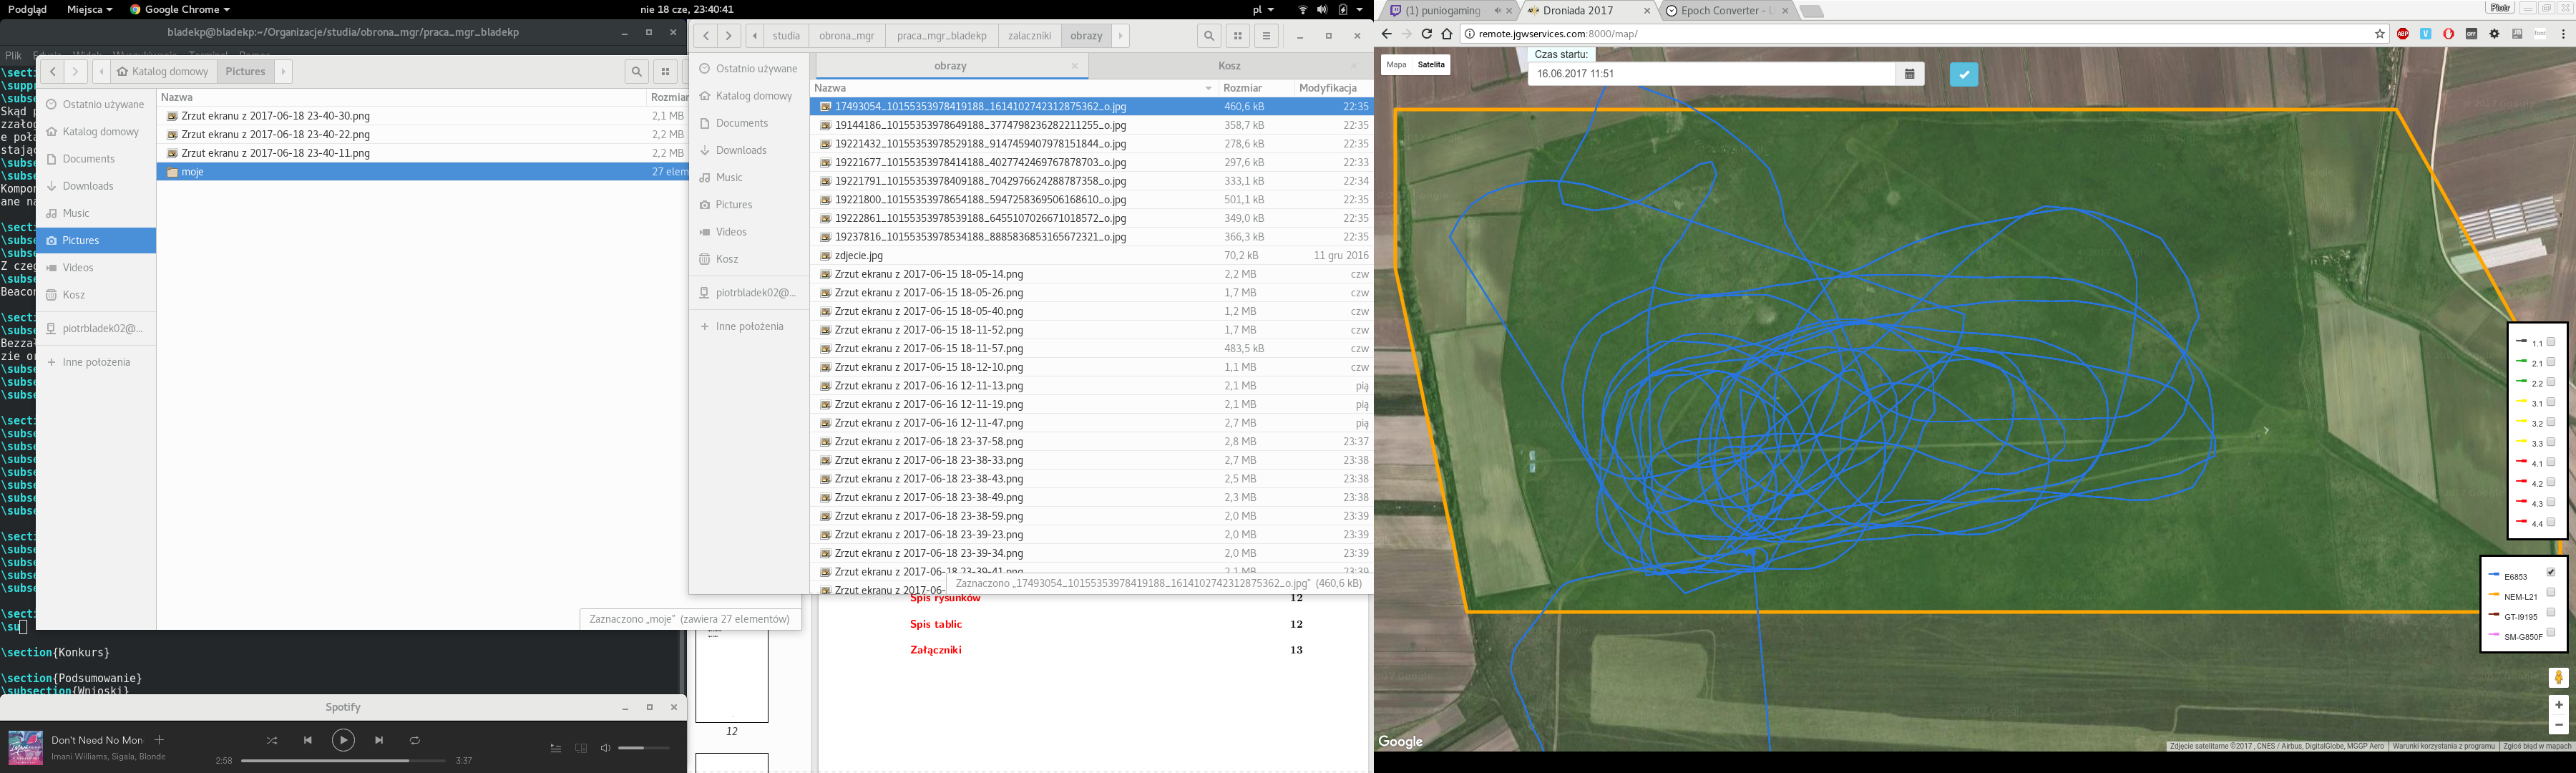 Podgląd Miejsca Google Chrome nie 18 cze, 23:40:41 pl
bladekp@bladekp:~/Organizacje/studia/obrona_mgr/praca_mgr_bladekp
Katalog domowy Pictures
Nazwa Rozmiar
Ostatnio używane
Katalog domowy
Documents
Downloads
Music
Pictures
Videos
Kosz
piotrbladek02@...
Inne położenia
Zrzut ekranu z 2017-06-18 23-40-30.png 2,1 MB
Zrzut ekranu z 2017-06-18 23-40-22.png 2,2 MB
Zrzut ekranu z 2017-06-18 23-40-11.png 2,2 MB
moje 27 elem
Zaznaczono „moje” (zawiera 27 elementów)
\section{Konkurs}
\section{Podsumowanie}
\subsection{Wnioski}
Spotify
Don't Need No Mon
Imani Williams, Sigala, Blonde
2:58 3:37
studia obrona_mgr praca_mgr_bladekp zalaczniki obrazy
obrazy Kosz
Ostatnio używane
Katalog domowy
Documents
Downloads
Music
Pictures
Videos
Kosz
piotrbladek02@...
Inne położenia
Nazwa Rozmiar Modyfikacja
17493054_10155353978419188_1614102742312875362_o.jpg 460,6 kB 22:35
19144186_10155353978649188_3774798236282211255_o.jpg 358,7 kB 22:35
19221432_10155353978529188_9147459407978151844_o.jpg 278,6 kB 22:35
19221677_10155353978414188_4027742469767878703_o.jpg 297,6 kB 22:33
19221791_10155353978409188_7042976624288787358_o.jpg 333,1 kB 22:34
19221800_10155353978654188_5947258369506168610_o.jpg 501,1 kB 22:35
19222861_10155353978539188_6455107026671018572_o.jpg 349,0 kB 22:35
19237816_10155353978534188_8885836853165672321_o.jpg 366,3 kB 22:35
zdjecie.jpg 70,2 kB 11 gru 2016
Zrzut ekranu z 2017-06-15 18-05-14.png 2,2 MB czw
Zrzut ekranu z 2017-06-15 18-05-26.png 1,7 MB czw
Zrzut ekranu z 2017-06-15 18-05-40.png 1,2 MB czw
Zrzut ekranu z 2017-06-15 18-11-52.png 1,7 MB czw
Zrzut ekranu z 2017-06-15 18-11-57.png 483,5 kB czw
Zrzut ekranu z 2017-06-15 18-12-10.png 1,1 MB czw
Zrzut ekranu z 2017-06-16 12-11-13.png 2,1 MB pią
Zrzut ekranu z 2017-06-16 12-11-19.png 2,1 MB pią
Zrzut ekranu z 2017-06-16 12-11-47.png 2,7 MB pią
Zrzut ekranu z 2017-06-18 23-37-58.png 2,8 MB 23:37
Zrzut ekranu z 2017-06-18 23-38-33.png 2,7 MB 23:38
Zrzut ekranu z 2017-06-18 23-38-43.png 2,5 MB 23:38
Zrzut ekranu z 2017-06-18 23-38-49.png 2,3 MB 23:38
Zrzut ekranu z 2017-06-18 23-38-59.png 2,0 MB 23:39
Zrzut ekranu z 2017-06-18 23-39-23.png 2,0 MB 23:39
Zrzut ekranu z 2017-06-18 23-39-34.png 2,0 MB 23:39
Zrzut ekranu z 2017-06-18 23-39-41.png 2,1 MB 23:39
Zrzut ekranu z 2017-06-
Zaznaczono „17493054_10155353978419188_1614102742312875362_o.jpg” (460,6 kB)
Spis rysunków 12
Spis tablic 12
Załączniki 13
12
(1) puniogaming - Droniada 2017 Epoch Converter - U Piotr
remote.jgwservices.com:8000/map/
Mapa Satelita
Czas startu:
16.06.2017 11:51
1.1
2.1
2.2
3.1
3.2
3.3
4.1
4.2
4.3
4.4
E6853
NEM-L21
GT-I9195
SM-G850F
Google
Zdjęcie satelitarne ©2017 , CNES / Airbus, DigitalGlobe, MGGP Aero Warunki korzystania z programu Zgłoś błąd w mapach